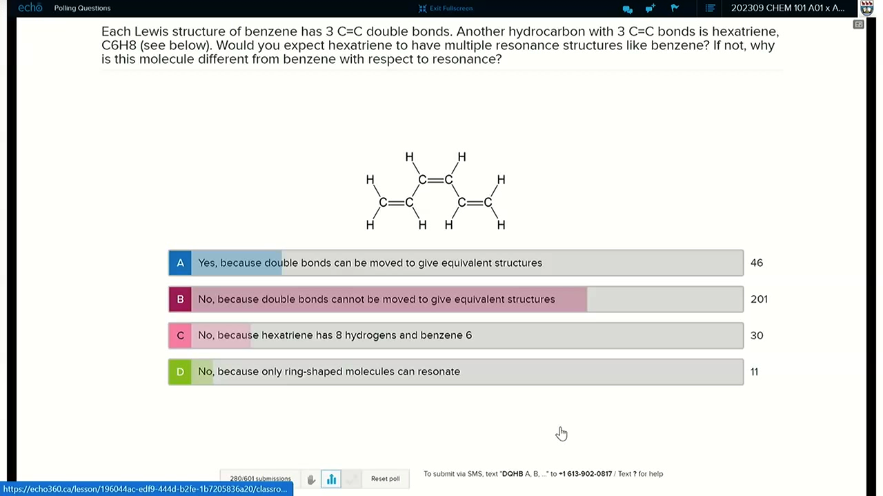 echo Polling Questions Exit Fullscreen 202309 CHEM 101 A01 x A...
Each Lewis structure of benzene has 3 C=C double bonds. Another hydrocarbon with 3 C=C bonds is hexatriene,
C6H8 (see below). Would you expect hexatriene to have multiple resonance structures like benzene? If not, why
is this molecule different from benzene with respect to resonance?
H H
H C=C H
C=C C=C
H H H H
A Yes, because double bonds can be moved to give equivalent structures 46
B No, because double bonds cannot be moved to give equivalent structures 201
C No, because hexatriene has 8 hydrogens and benzene 6 30
D No, because only ring-shaped molecules can resonate 11
280/601 submissions Reset poll To submit via SMS, text "DQHB A, B, ..." to +1 613-902-0817 / Text ? for help
https://echo360.ca/lesson/196044ac-edf9-444d-b2fe-1b7205836a20/classro...